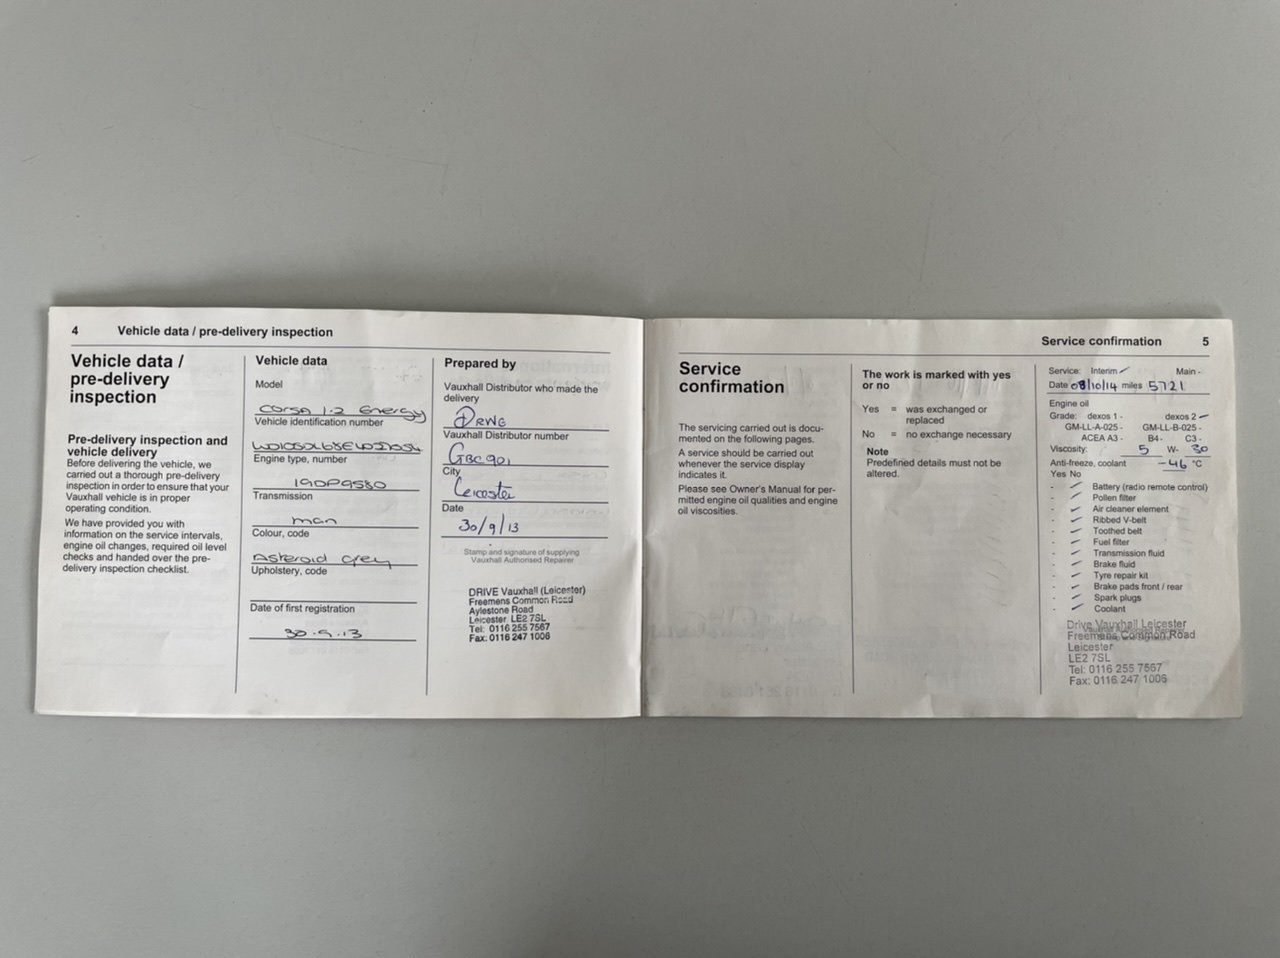 4 Vehicle data / pre-delivery inspection
Vehicle data /
pre-delivery
inspection
Pre-delivery inspection and
vehicle delivery
Before delivering the vehicle, we
carried out a thorough pre-delivery
inspection in order to ensure that your
Vauxhall vehicle is in proper
operating condition.
We have provided you with
information on the service intervals,
engine oil changes, required oil level
checks and handed over the pre-
delivery inspection checklist.
Vehicle data
Model
Corsa 1.2 Energy
Vehicle identification number
Engine type, number
19DP9580
Transmission
man
Colour, code
Asteroid grey
Upholstery, code
Date of first registration
30.9.13
Prepared by
Vauxhall Distributor who made the
delivery
Drive
Vauxhall Distributor number
GBC901
City
Leicester
Date
30/9/13
Stamp and signature of supplying
Vauxhall Authorised Repairer
DRIVE Vauxhall (Leicester)
Freemens Common Road
Aylestone Road
Leicester LE2 7SL
Tel: 0116 255 7567
Fax: 0116 247 1006
Service confirmation 5
Service
confirmation
The servicing carried out is docu-
mented on the following pages.
A service should be carried out
whenever the service display
indicates it.
Please see Owner's Manual for per-
mitted engine oil qualities and engine
oil viscosities.
The work is marked with yes
or no
Yes = was exchanged or
replaced
No = no exchange necessary
Note
Predefined details must not be
altered.
Service: Interim Main -
Date 08/10/14 miles 5721
Engine oil
Grade: dexos 1 - dexos 2
GM-LL-A-025 - GM-LL-B-025 -
ACEA A3 - B4 - C3 -
Viscosity: 5 W- 30
Anti-freeze, coolant -46 °C
Yes No
- Battery (radio remote control)
- Pollen filter
- Air cleaner element
- Ribbed V-belt
- Toothed belt
- Fuel filter
- Transmission fluid
- Brake fluid
- Tyre repair kit
- Brake pads front / rear
- Spark plugs
- Coolant
Drive Vauxhall Leicester
Freemens Common Road
Leicester
LE2 7SL
Tel: 0116 255 7567
Fax: 0116 247 1006